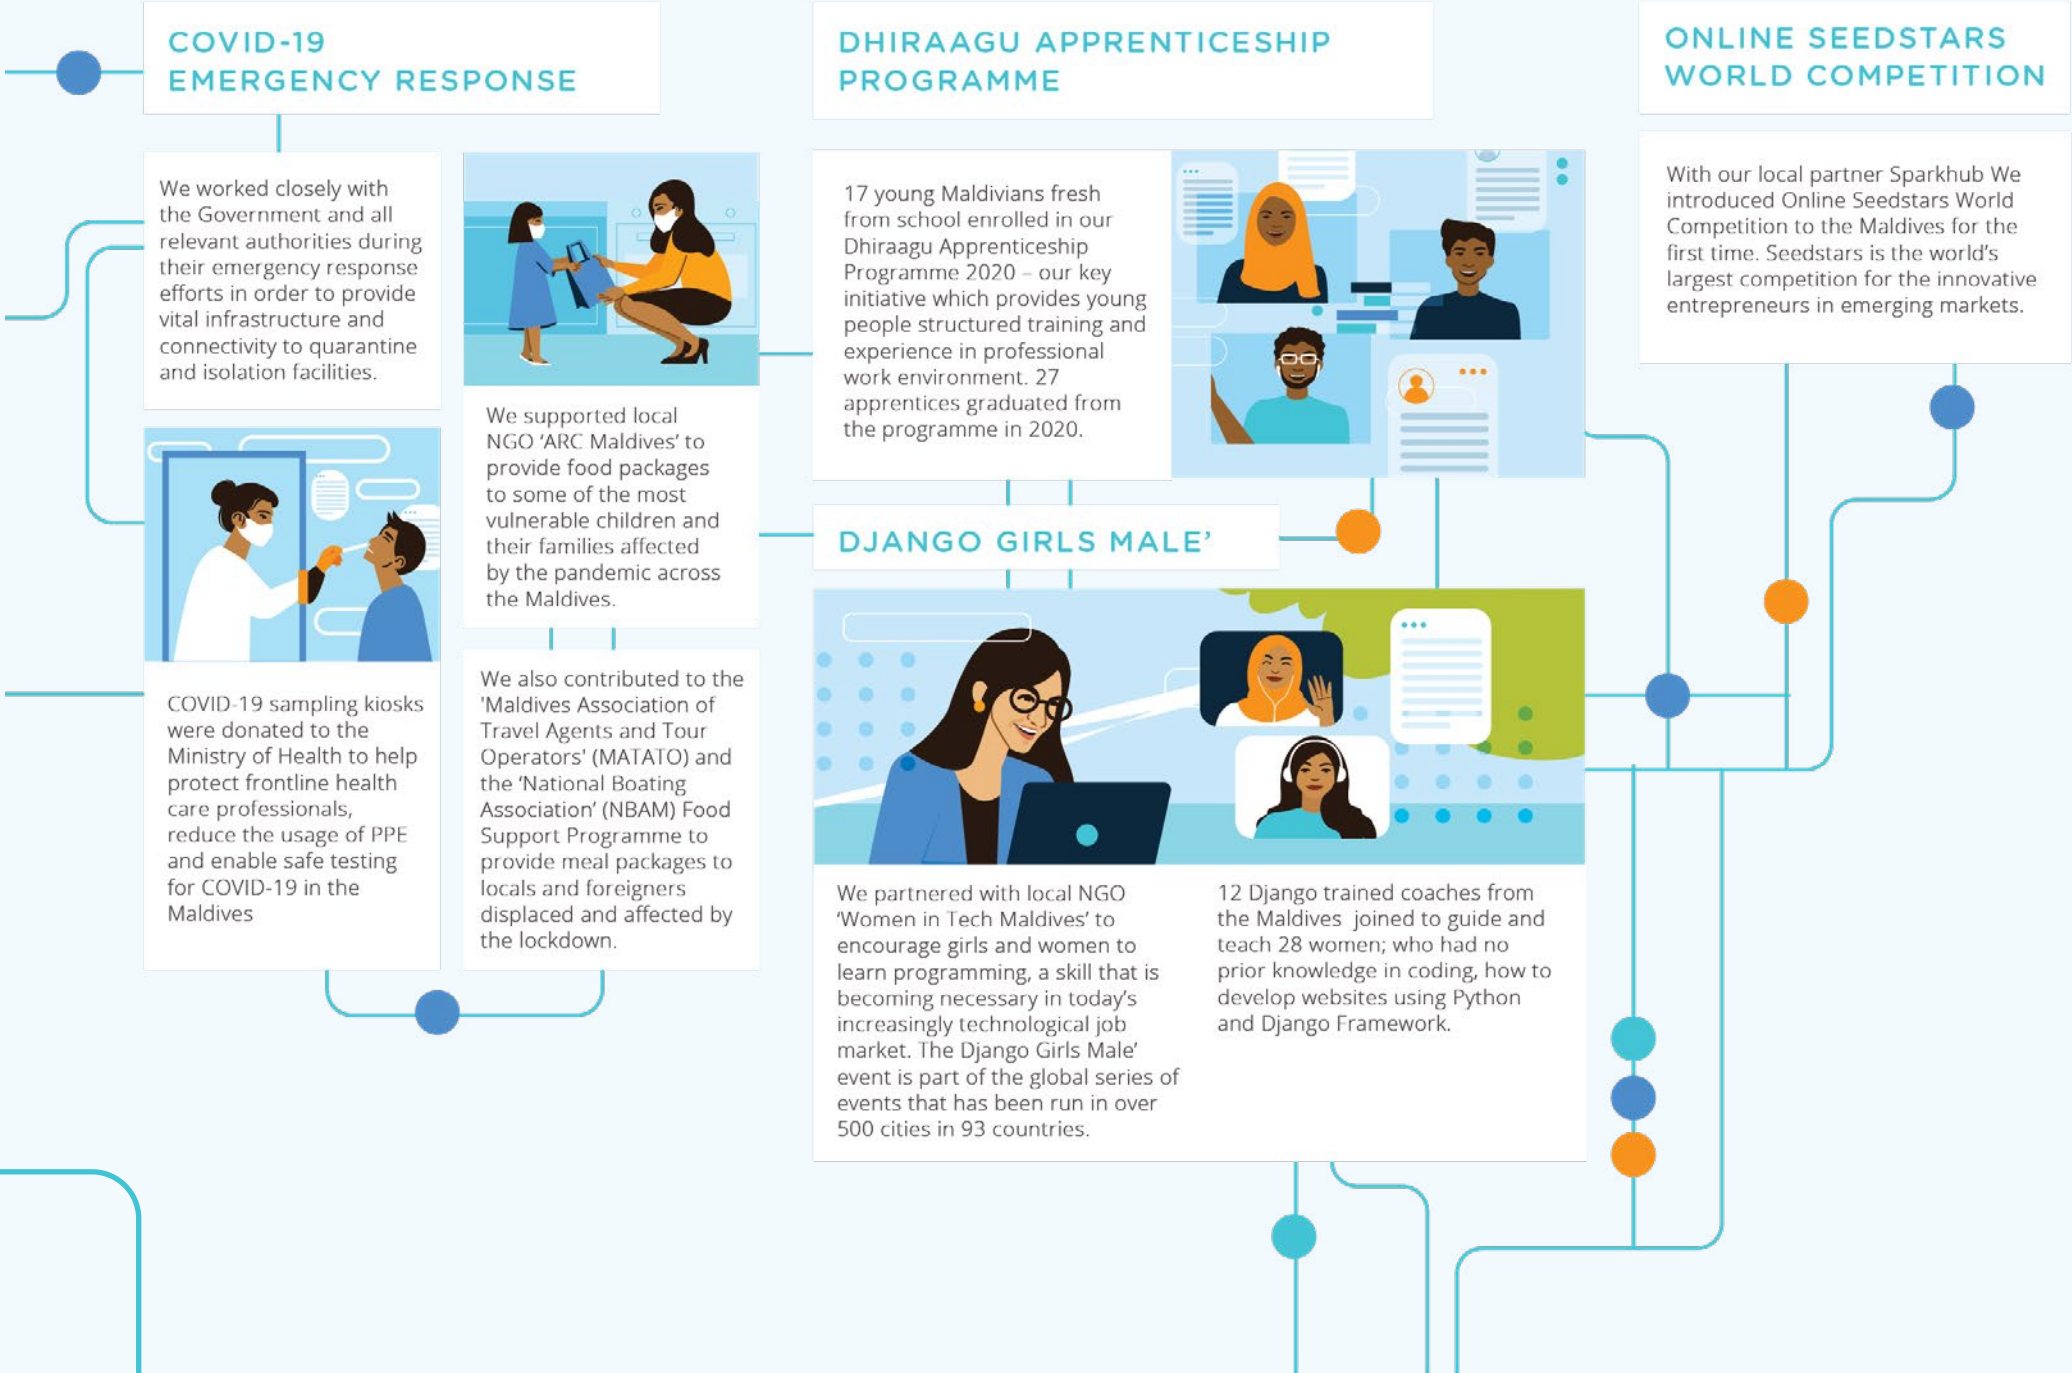 COVID-19
EMERGENCY RESPONSE
We worked closely with
the Government and all
relevant authorities during
their emergency response
efforts in order to provide
vital infrastructure and
connectivity to quarantine
and isolation facilities.
COVID-19 sampling kiosks
were donated to the
Ministry of Health to help
protect frontline health
care professionals,
reduce the usage of PPE
and enable safe testing
for COVID-19 in the
Maldives
We supported local
NGO ‘ARC Maldives’ to
provide food packages
to some of the most
vulnerable children and
their families affected
by the pandemic across
the Maldives.
We also contributed to the
'Maldives Association of
Travel Agents and Tour
Operators' (MATATO) and
the ‘National Boating
Association’ (NBAM) Food
Support Programme to
provide meal packages to
locals and foreigners
displaced and affected by
the lockdown.
DHIRAAGU APPRENTICESHIP
PROGRAMME
17 young Maldivians fresh
from school enrolled in our
Dhiraagu Apprenticeship
Programme 2020 – our key
initiative which provides young
people structured training and
experience in professional
work environment. 27
apprentices graduated from
the programme in 2020.
DJANGO GIRLS MALE’
We partnered with local NGO
‘Women in Tech Maldives’ to
encourage girls and women to
learn programming, a skill that is
becoming necessary in today’s
increasingly technological job
market. The Django Girls Male’
event is part of the global series of
events that has been run in over
500 cities in 93 countries.
12 Django trained coaches from
the Maldives joined to guide and
teach 28 women; who had no
prior knowledge in coding, how to
develop websites using Python
and Django Framework.
ONLINE SEEDSTARS
WORLD COMPETITION
With our local partner Sparkhub We
introduced Online Seedstars World
Competition to the Maldives for the
first time. Seedstars is the world’s
largest competition for the innovative
entrepreneurs in emerging markets.